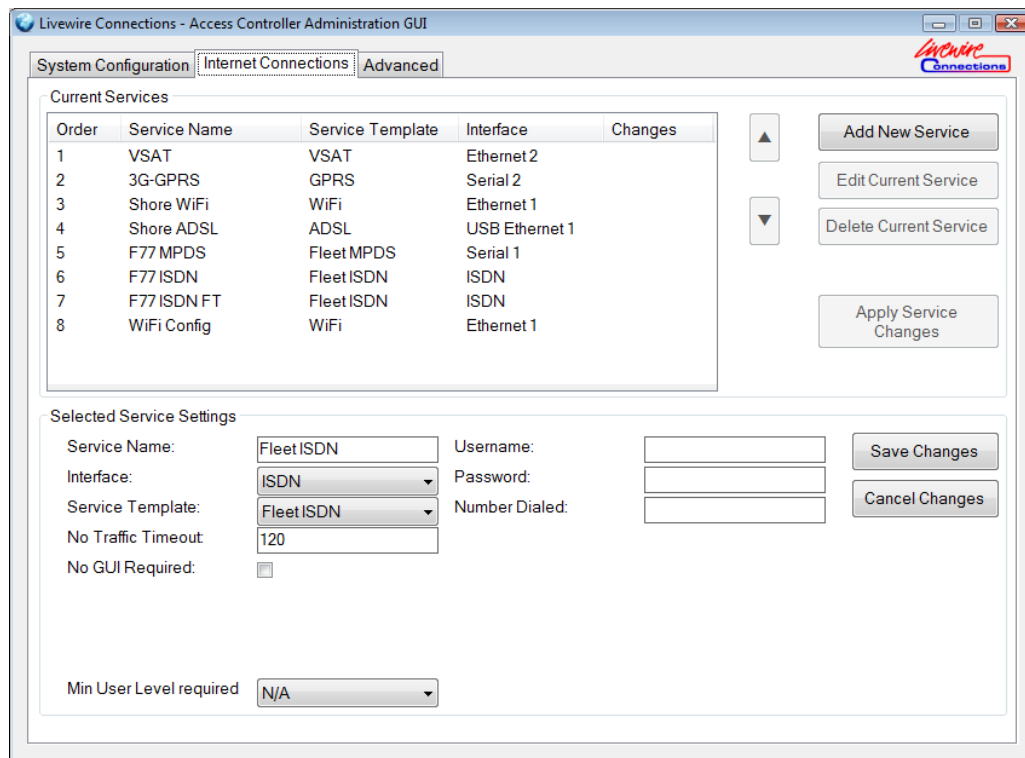 Livewire Connections - Access Controller Administration GUI
Livewire
Connections
System Configuration Internet Connections Advanced
Current Services
Order Service Name Service Template Interface Changes
1 VSAT VSAT Ethernet 2
2 3G-GPRS GPRS Serial 2
3 Shore WiFi WiFi Ethernet 1
4 Shore ADSL ADSL USB Ethernet 1
5 F77 MPDS Fleet MPDS Serial 1
6 F77 ISDN Fleet ISDN ISDN
7 F77 ISDN FT Fleet ISDN ISDN
8 WiFi Config WiFi Ethernet 1
Add New Service
Edit Current Service
Delete Current Service
Apply Service
Changes
Selected Service Settings
Service Name: Fleet ISDN Username:
Interface: ISDN Password:
Service Template: Fleet ISDN Number Dialed:
No Traffic Timeout: 120
No GUI Required:
Min User Level required N/A
Save Changes
Cancel Changes